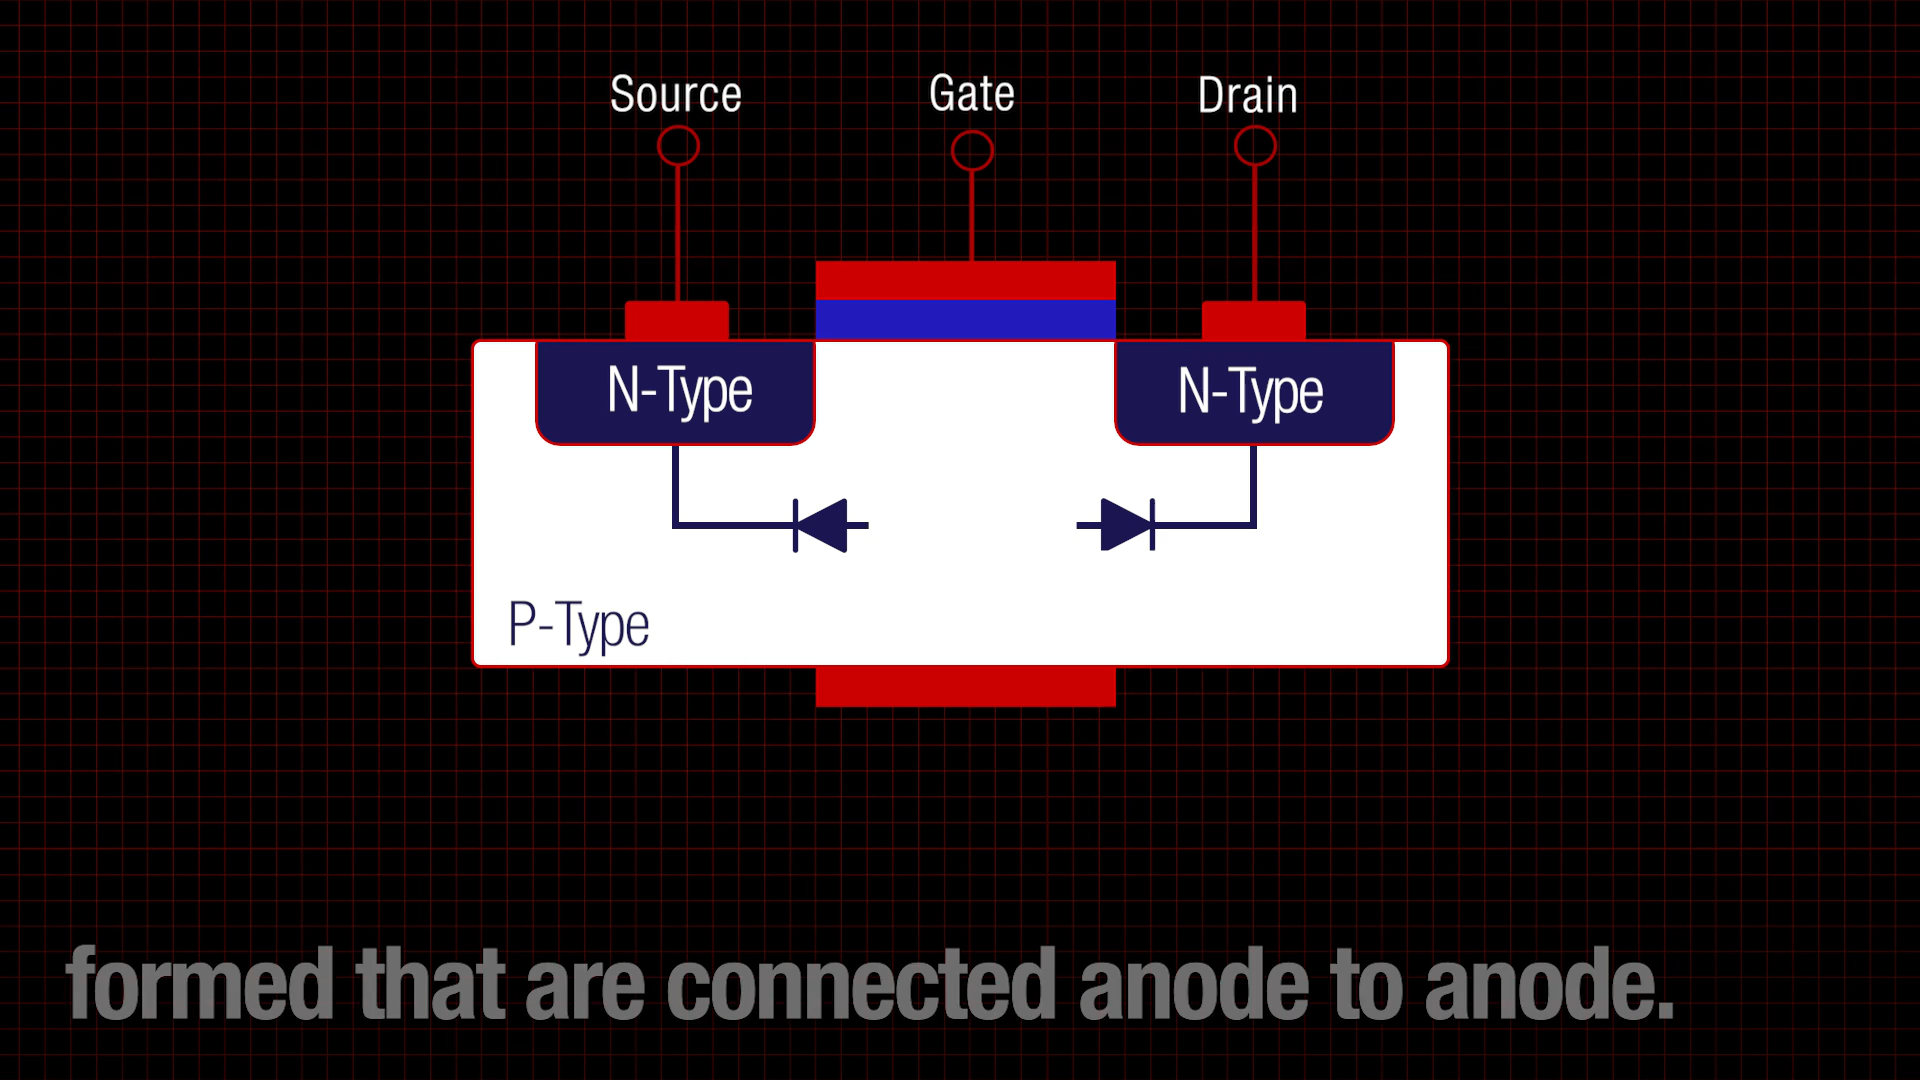 Source
Gate
Drain
N-Type
N-Type
P-Type
formed that are connected anode to anode.